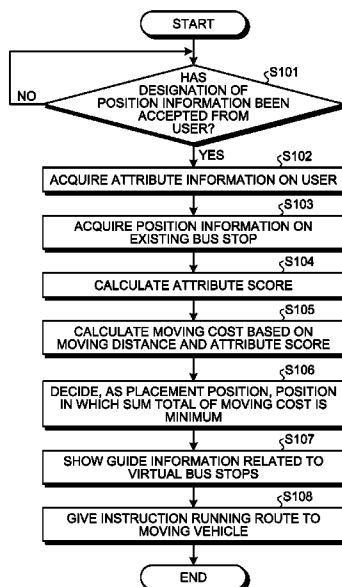 START
S101
HAS
DESIGNATION OF
POSITION INFORMATION BEEN
ACCEPTED FROM
USER?
NO
YES
S102
ACQUIRE ATTRIBUTE INFORMATION ON USER
S103
ACQUIRE POSITION INFORMATION ON
EXISTING BUS STOP
S104
CALCULATE ATTRIBUTE SCORE
S105
CALCULATE MOVING COST BASED ON
MOVING DISTANCE AND ATTRIBUTE SCORE
S106
DECIDE, AS PLACEMENT POSITION, POSITION
IN WHICH SUM TOTAL OF MOVING COST IS
MINIMUM
S107
SHOW GUIDE INFORMATION RELATED TO
VIRTUAL BUS STOPS
S108
GIVE INSTRUCTION RUNNING ROUTE TO
MOVING VEHICLE
END